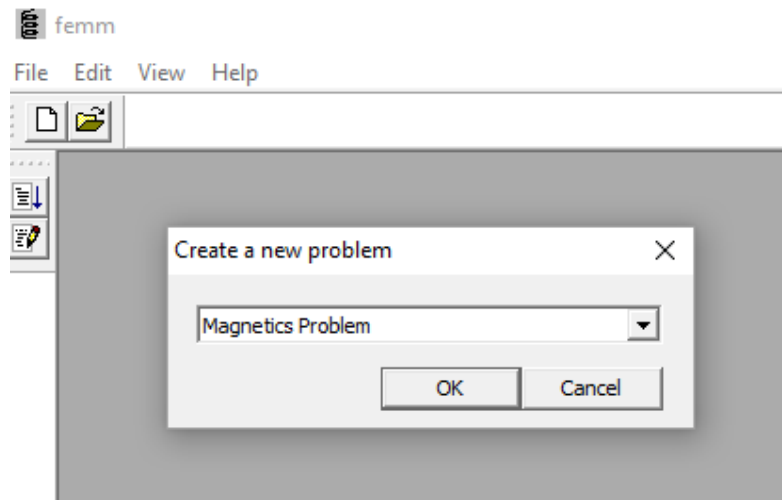 femm
File Edit View Help
Create a new problem
Magnetics Problem
OK Cancel